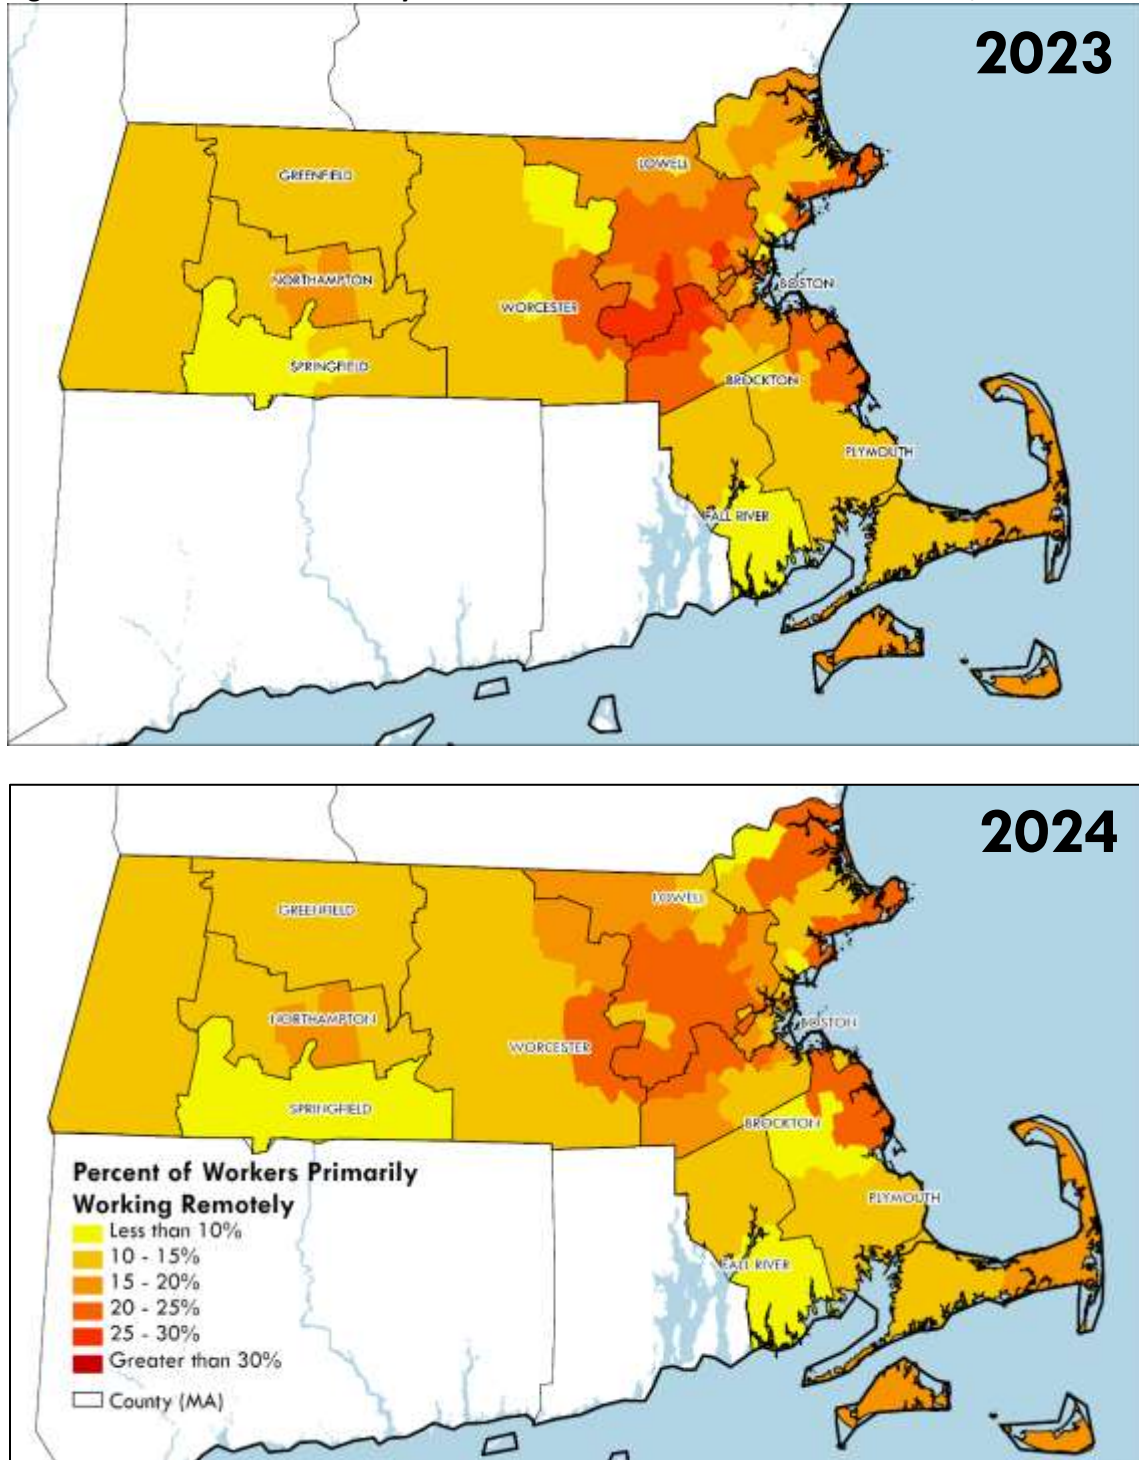 2023
LOWELL
GREENFIELD
NORTHAMPTON
BOSTON
WORCESTER
SPRINGFIELD
BROCKTON
PLYMOUTH
FALL RIVER
2024
LOWELL
GREENFIELD
NORTHAMPTON
BOSTON
WORCESTER
SPRINGFIELD
BROCKTON
Percent of Workers Primarily
Working Remotely
PLYMOUTH
Less than 10%
10 - 15%
FALL RIVER
15 - 20%
20 - 25%
25 - 30%
Greater than 30%
County (MA)